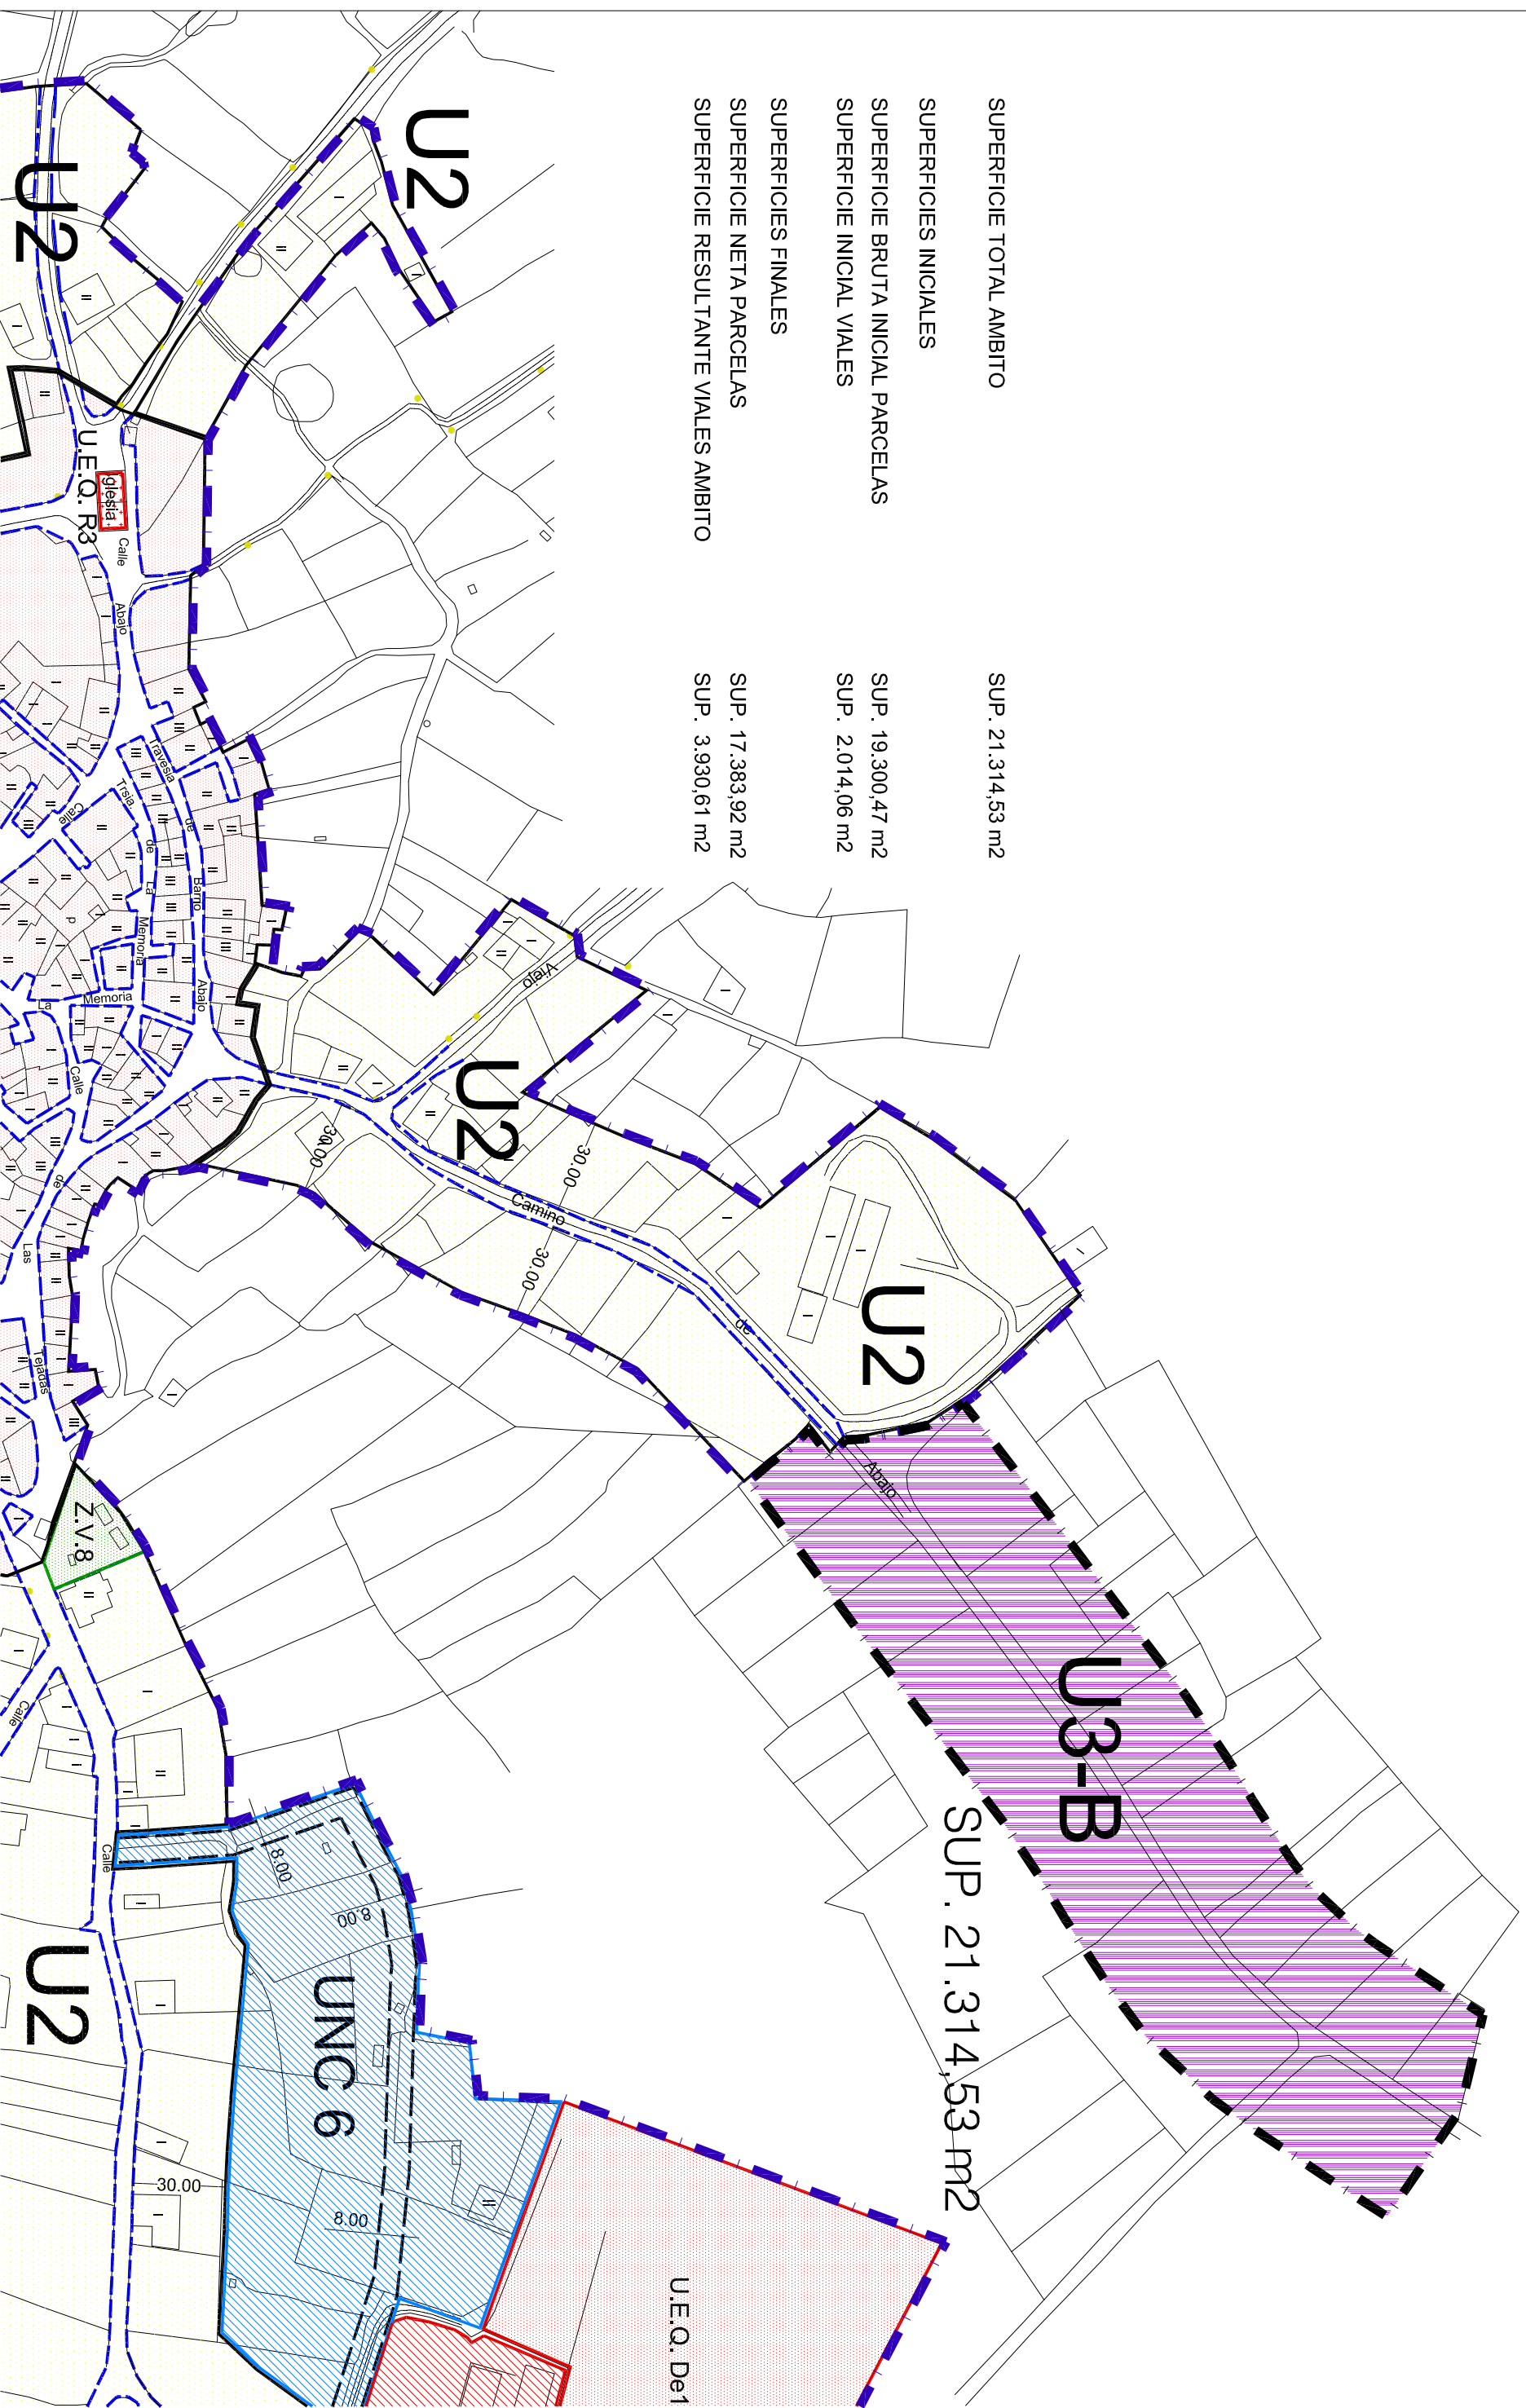 SUPERFICIE TOTAL AMBITO SUP. 21.314,53 m2
SUPERFICIES INICIALES
SUPERFICIE BRUTA INICIAL PARCELAS SUP. 19.300,47 m2
SUPERFICIE INICIAL VIALES SUP. 2.014,06 m2
SUPERFICIES FINALES
SUPERFICIE NETA PARCELAS SUP. 17.383,92 m2
SUPERFICIE RESULTANTE VIALES AMBITO SUP. 3.930,61 m2
U2
U2
U.E.Q. R3
Iglesia
Calle
Abajo
Travesia
de
Barrio
Abajo
Trsia.
de
La
Memoria
Calle
La
Memoria
Calle
de
Las
Tejadas
Viejo
U2
30.00
30.00
30.00
Camino
de
Abajo
U2
U3-B
SUP. 21.314,53 m2
Z.V.8
Calle
Calle
U2
UNC 6
8.00
8.00
8.00
30.00
U.E.Q. De1